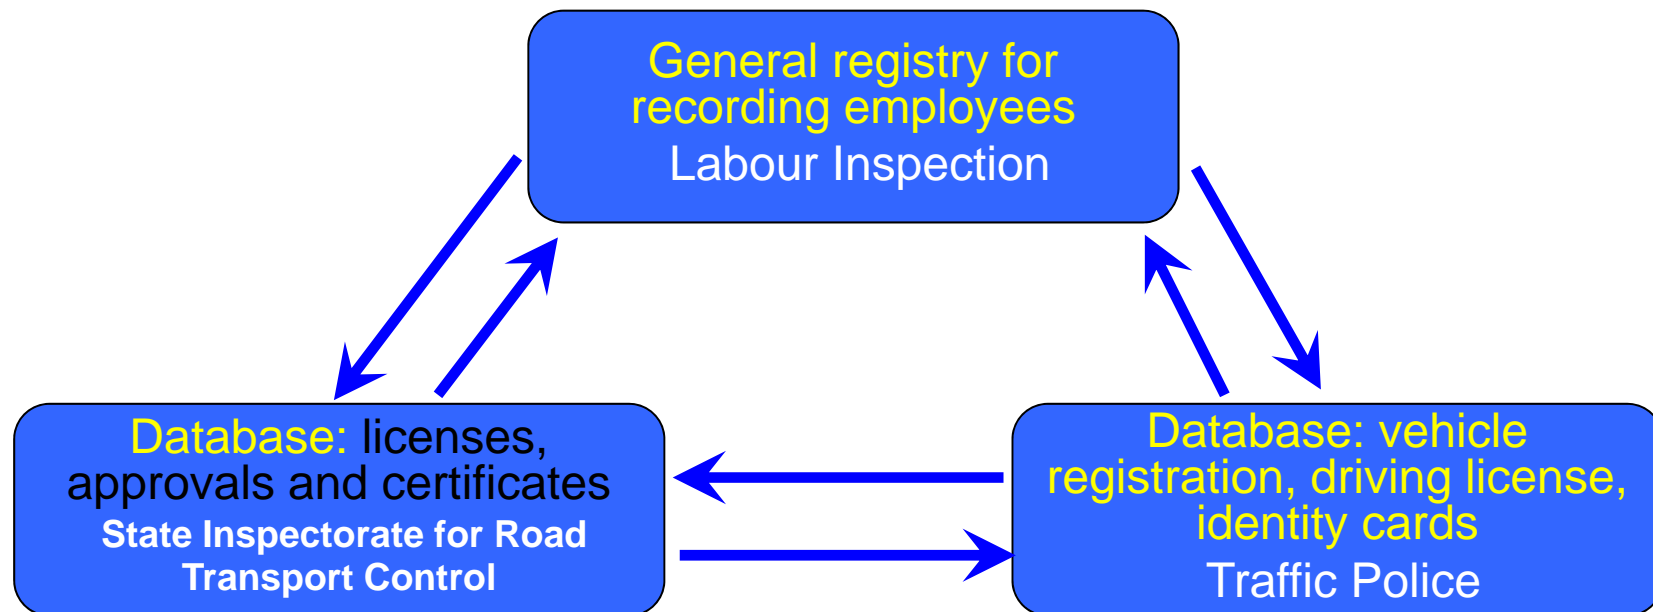 General registry for
recording employees
Labour Inspection
Database: licenses,
approvals and certificates
State Inspectorate for Road
Transport Control
Database: vehicle
registration, driving license,
identity cards
Traffic Police